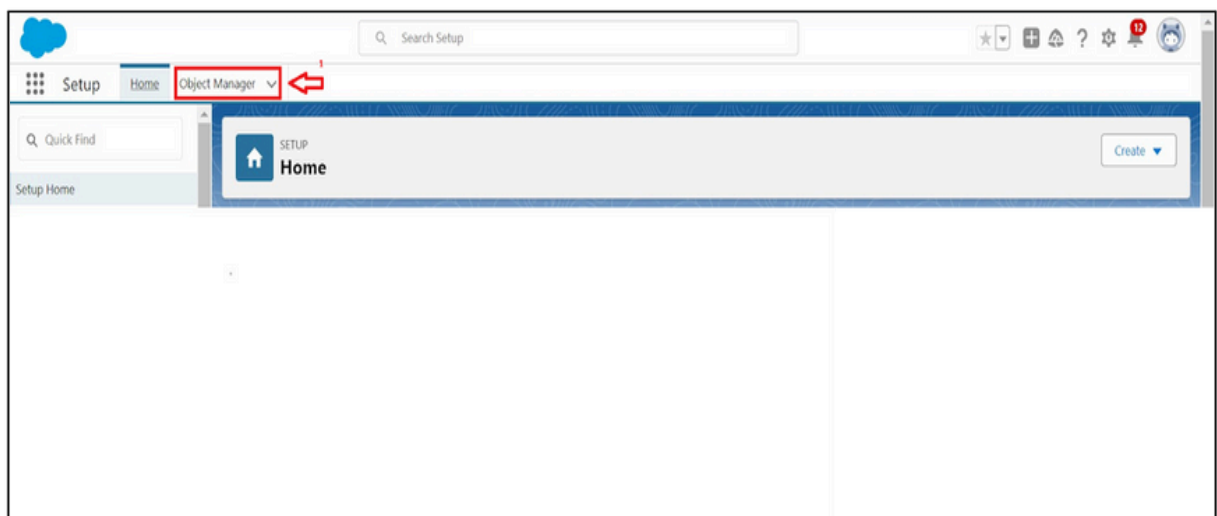 Search Setup
12
Setup Home Object Manager
1
Quick Find
SETUP
Home
Create
Setup Home